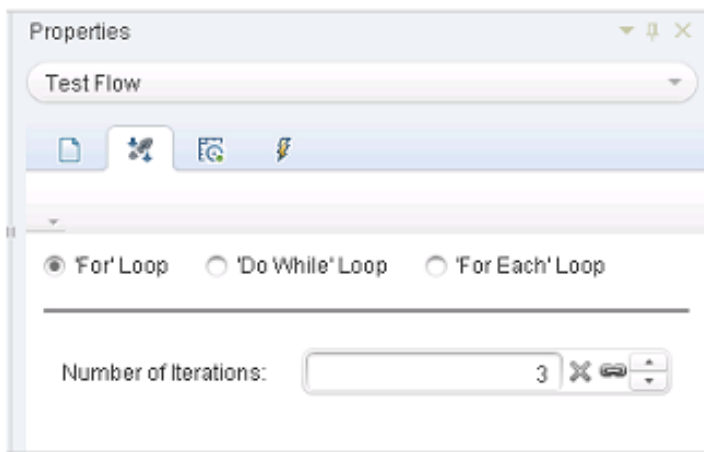 Properties
Test Flow
'For' Loop 'Do While' Loop 'For Each' Loop
Number of Iterations: 3